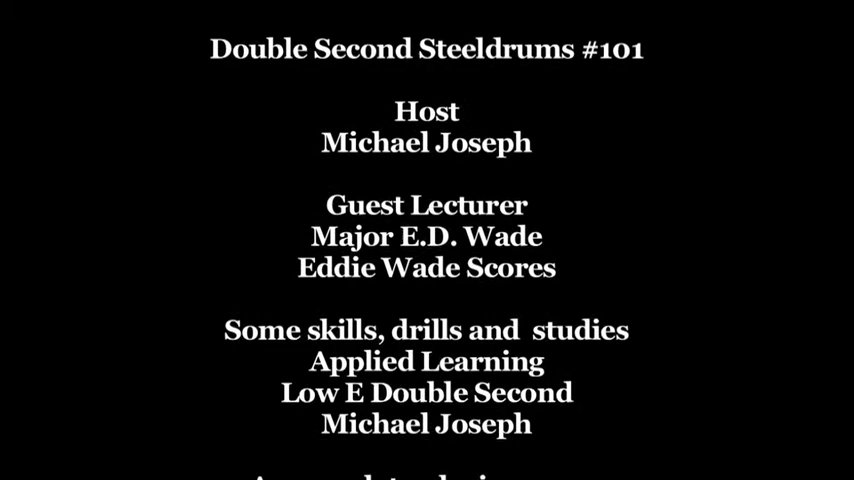 Double Second Steeldrums #101
Host
Michael Joseph
Guest Lecturer
Major E.D. Wade
Eddie Wade Scores
Some skills, drills and studies
Applied Learning
Low E Double Second
Michael Joseph